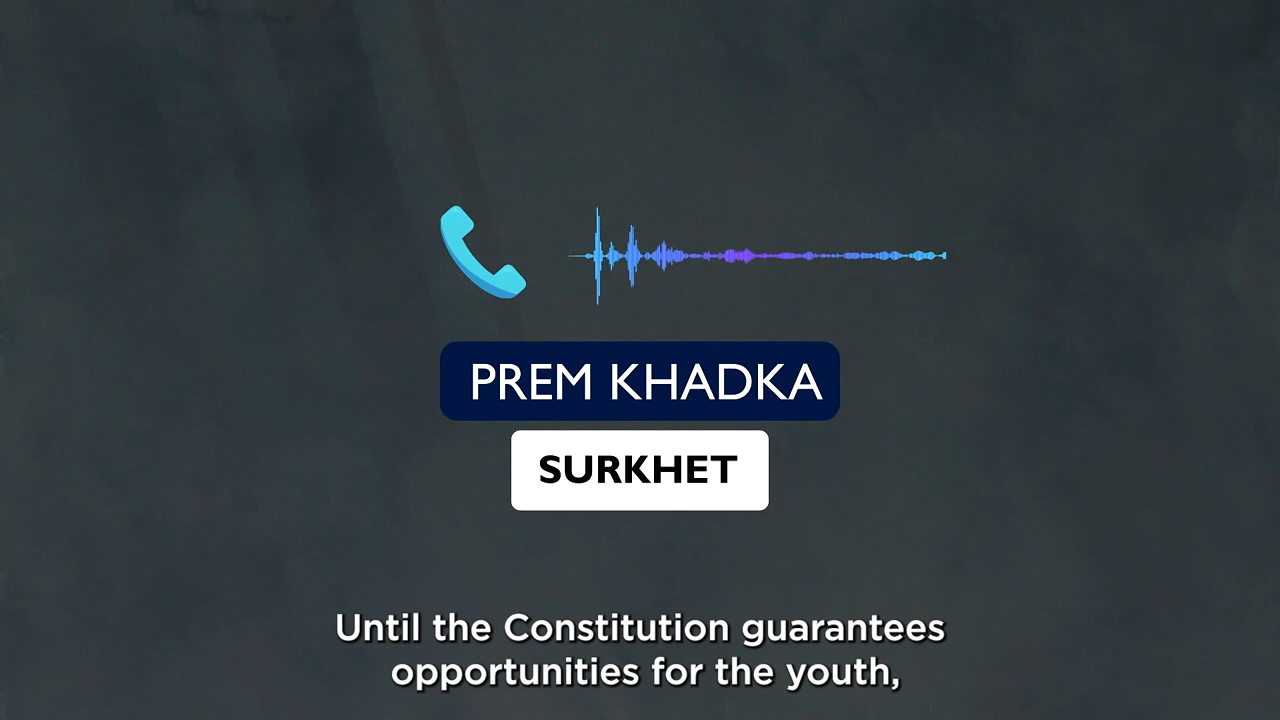 PREM KHADKA
SURKHET
Until the Constitution guarantees
opportunities for the youth,